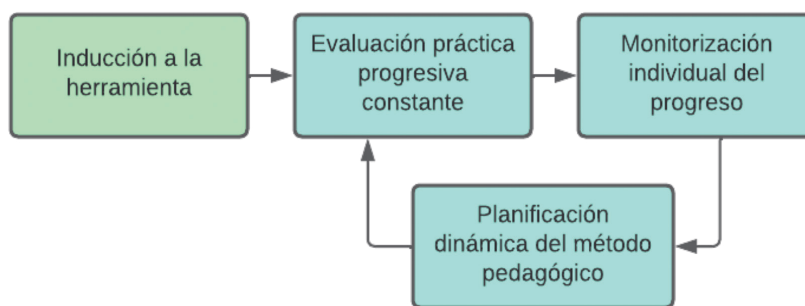 Inducción a la
herramienta
Evaluación práctica
progresiva
constante
Monitorización
individual del
progreso
Planificación
dinámica del método
pedagógico